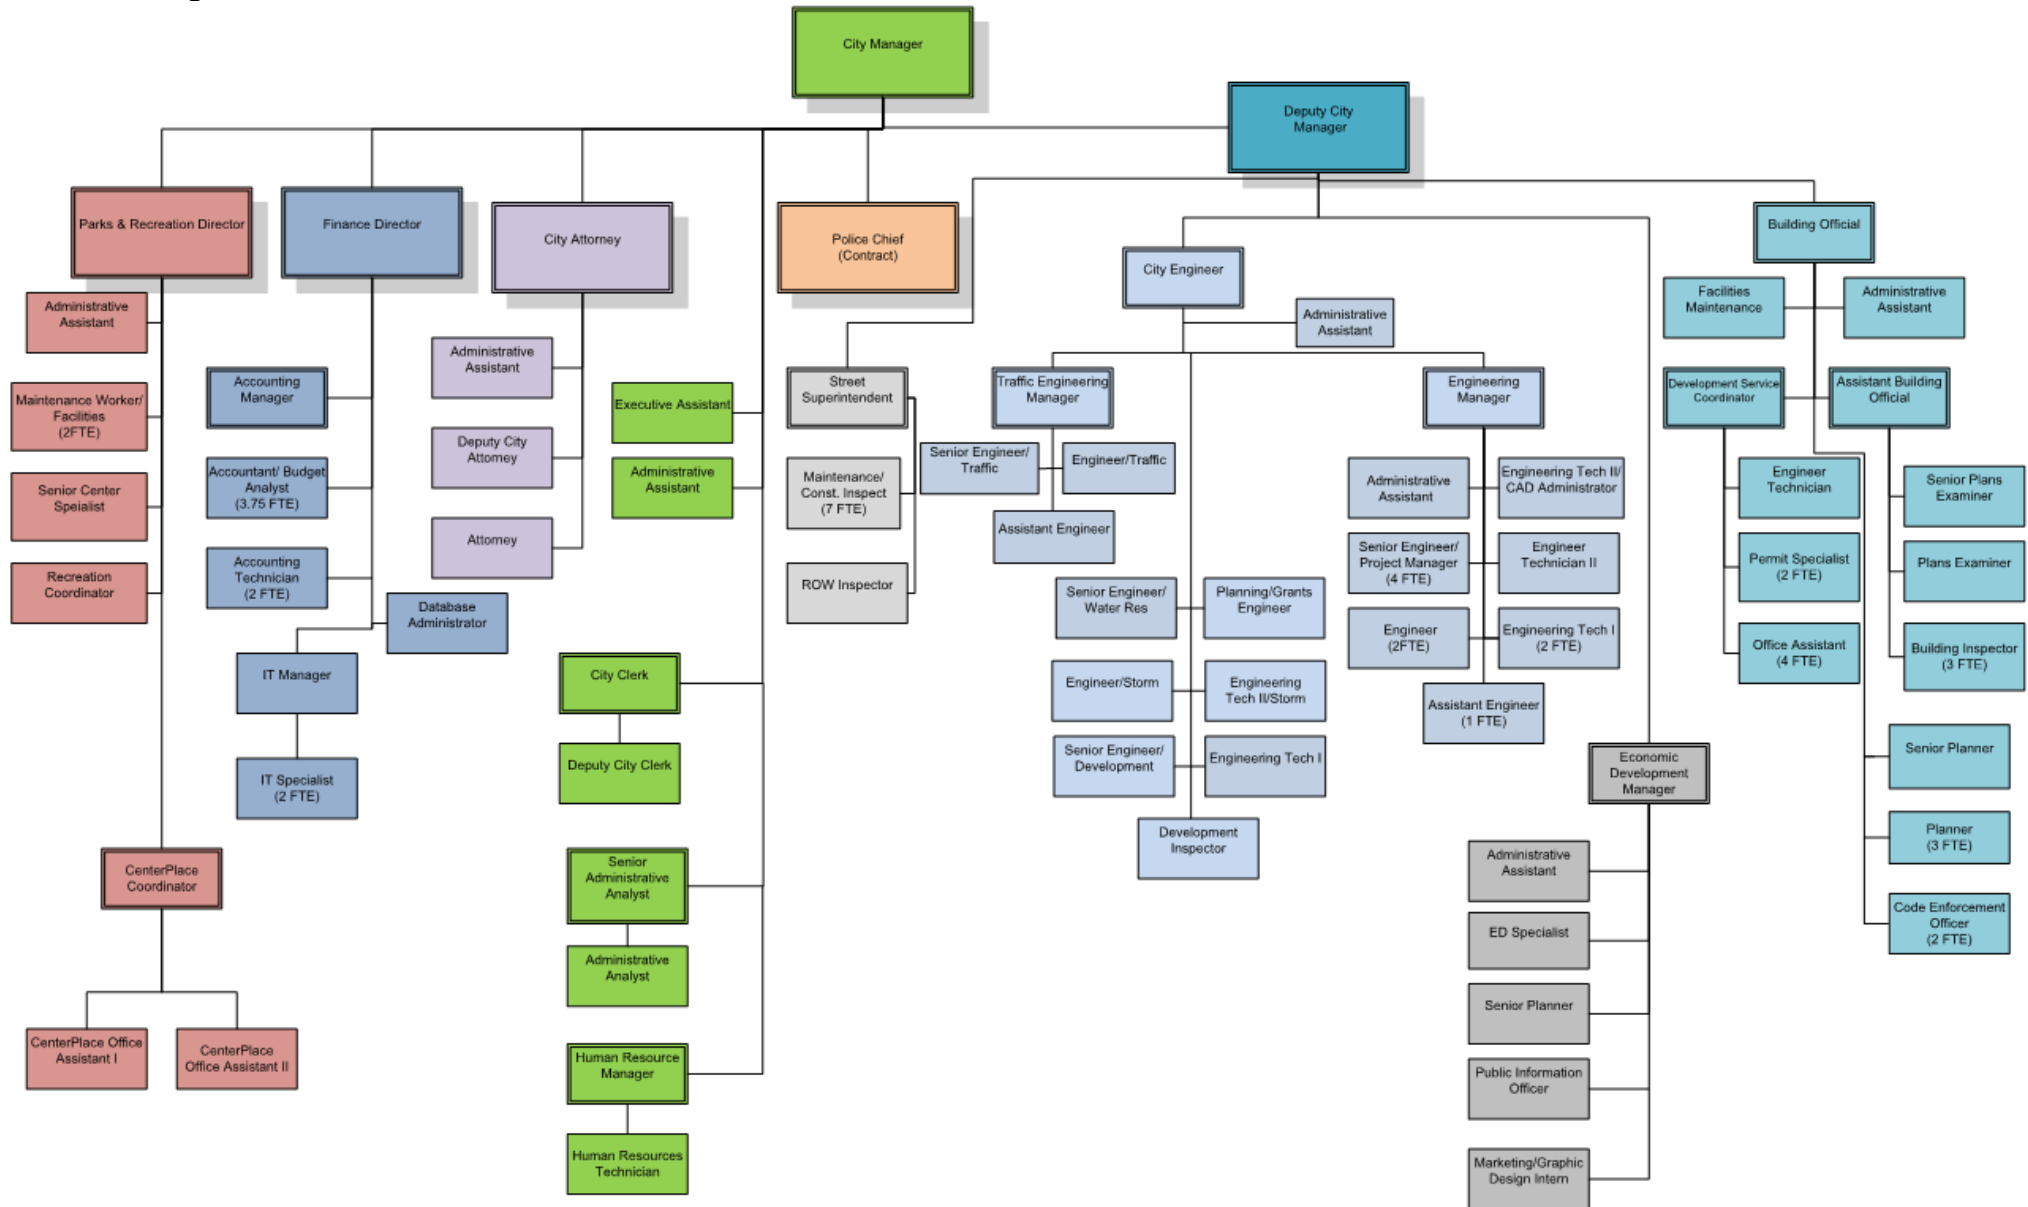 City Manager
Deputy City
Manager
Parks & Recreation Director
Finance Director
City Attorney
Police Chief
(Contract)
City Engineer
Building Official
Administrative
Assistant
Maintenance Worker/
Facilities
(2FTE)
Senior Center
Speialist
Recreation
Coordinator
CenterPlace
Coordinator
CenterPlace Office
Assistant I
CenterPlace
Office Assistant II
Accounting
Manager
Accountant/ Budget
Analyst
(3.75 FTE)
Accounting
Technician
(2 FTE)
Database
Administrator
IT Manager
IT Specialist
(2 FTE)
Administrative
Assistant
Deputy City
Attorney
Attorney
Executive Assistant
Administrative
Assistant
City Clerk
Deputy City Clerk
Senior
Administrative
Analyst
Administrative
Analyst
Human Resource
Manager
Human Resources
Technician
Street
Superintendent
Maintenance/
Const. Inspect
(7 FTE)
ROW Inspector
Administrative
Assistant
Traffic Engineering
Manager
Senior Engineer/
Traffic
Engineer/Traffic
Assistant Engineer
Senior Engineer/
Water Res
Planning/Grants
Engineer
Engineer/Storm
Engineering
Tech II/Storm
Senior Engineer/
Development
Engineering Tech I
Development
Inspector
Engineering
Manager
Administrative
Assistant
Engineering Tech II/
CAD Administrator
Senior Engineer/
Project Manager
(4 FTE)
Engineer
Technician II
Engineer
(2FTE)
Engineering Tech I
(2 FTE)
Assistant Engineer
(1 FTE)
Economic
Development
Manager
Administrative
Assistant
ED Specialist
Senior Planner
Public Information
Officer
Marketing/Graphic
Design Intern
Facilities
Maintenance
Administrative
Assistant
Development Service
Coordinator
Assistant Building
Official
Engineer
Technician
Permit Specialist
(2 FTE)
Office Assistant
(4 FTE)
Senior Plans
Examiner
Plans Examiner
Building Inspector
(3 FTE)
Senior Planner
Planner
(3 FTE)
Code Enforcement
Officer
(2 FTE)